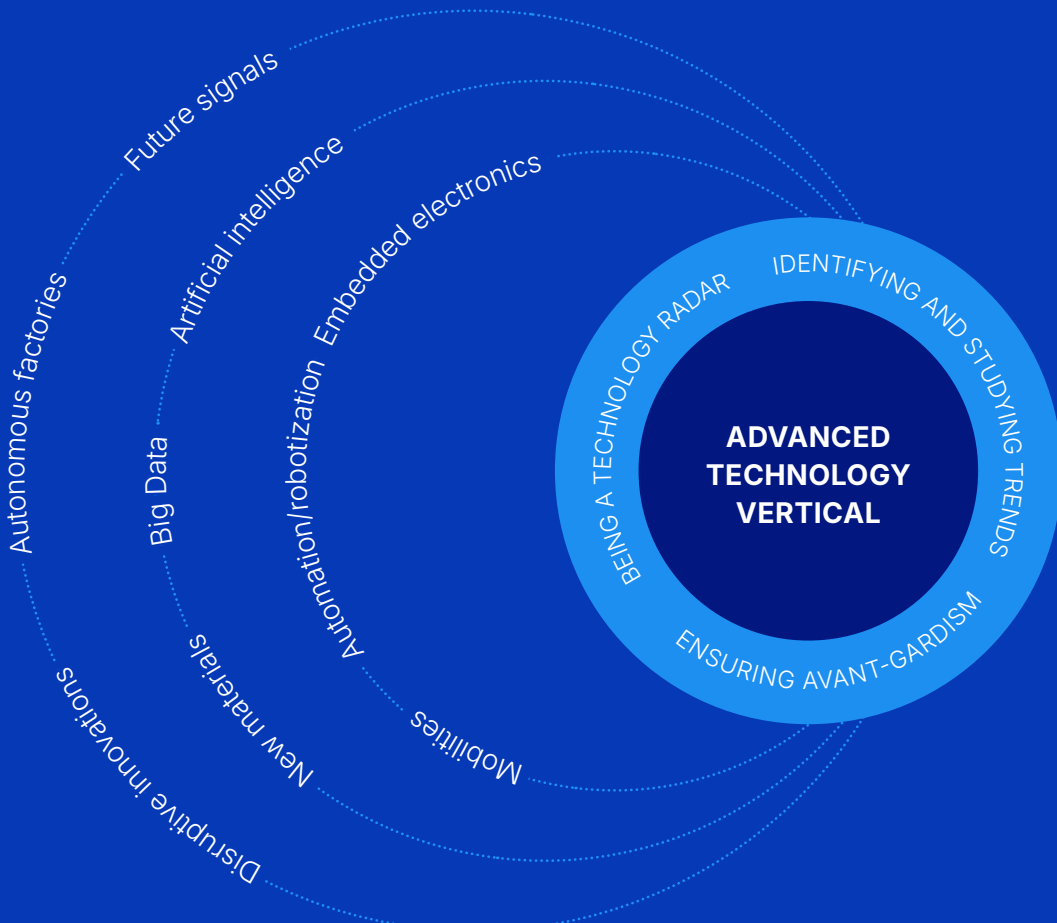 Future signals
Autonomous factories
Disruptive innovations
Artificial intelligence
Big Data
New materials
Embedded electronics
Automation/robotization
Mobilities
BEING A TECHNOLOGY RADAR
IDENTIFYING AND STUDYING TRENDS
ENSURING AVANT-GARDISM
ADVANCED
TECHNOLOGY
VERTICAL